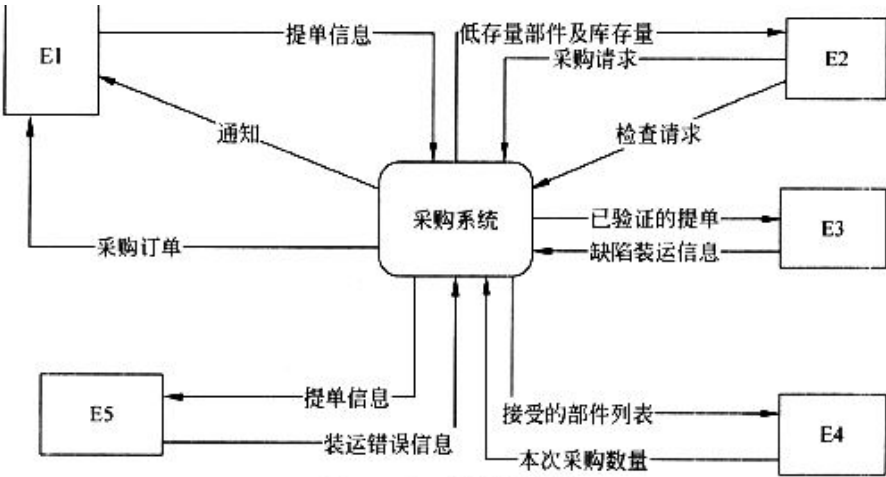 E1
提单信息
低存量部件及库存量
采购请求
E2
通知
检查请求
采购系统
已验证的提单
E3
采购订单
缺陷装运信息
E5
提单信息
装运错误信息
接受的部件列表
本次采购数量
E4